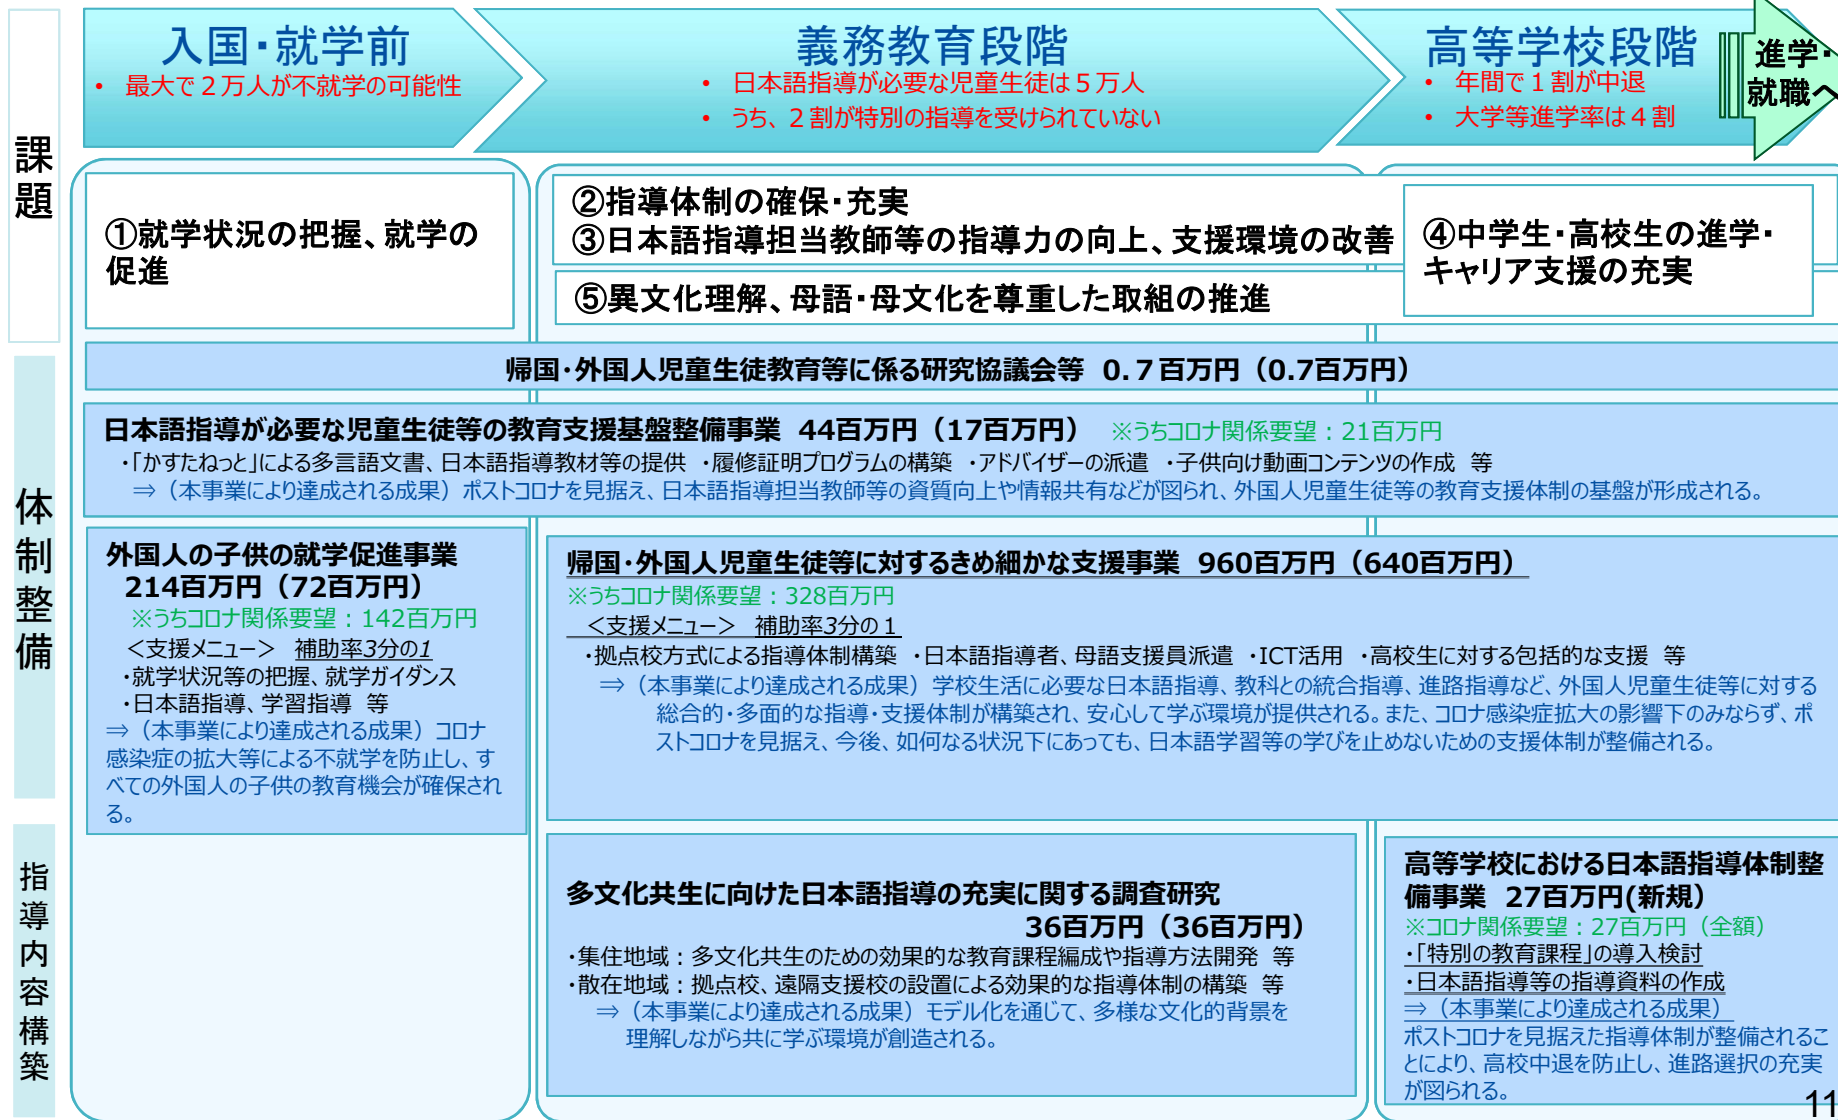 入国・就学前
• 最大で２万人が不就学の可能性
義務教育段階
• 日本語指導が必要な児童生徒は５万人
• うち、２割が特別の指導を受けられていない
高等学校段階
• 年間で１割が中退
• 大学等進学率は４割
進学・
就職へ
課題
①就学状況の把握、就学の
促進
②指導体制の確保・充実
③日本語指導担当教師等の指導力の向上、支援環境の改善
④中学生・高校生の進学・
キャリア支援の充実
⑤異文化理解、母語・母文化を尊重した取組の推進
体制整備
帰国・外国人児童生徒教育等に係る研究協議会等 0.７百万円（0.7百万円）
日本語指導が必要な児童生徒等の教育支援基盤整備事業 44百万円（17百万円） ※うちコロナ関係要望：21百万円
・「かすたねっと」による多言語文書、日本語指導教材等の提供 ・履修証明プログラムの構築 ・アドバイザーの派遣 ・子供向け動画コンテンツの作成 等
⇒（本事業により達成される成果）ポストコロナを見据え、日本語指導担当教師等の資質向上や情報共有などが図られ、外国人児童生徒等の教育支援体制の基盤が形成される。
外国人の子供の就学促進事業
214百万円（72百万円）
※うちコロナ関係要望：142百万円
＜支援メニュー＞ 補助率3分の1
・就学状況等の把握、就学ガイダンス
・日本語指導、学習指導 等
⇒（本事業により達成される成果）コロナ
感染症の拡大等による不就学を防止し、す
べての外国人の子供の教育機会が確保され
る。
帰国・外国人児童生徒等に対するきめ細かな支援事業 960百万円（640百万円）
※うちコロナ関係要望：328百万円
＜支援メニュー＞ 補助率3分の１
・拠点校方式による指導体制構築 ・日本語指導者、母語支援員派遣 ・ICT活用 ・高校生に対する包括的な支援 等
⇒（本事業により達成される成果）学校生活に必要な日本語指導、教科との統合指導、進路指導など、外国人児童生徒等に対する
総合的・多面的な指導・支援体制が構築され、安心して学ぶ環境が提供される。また、コロナ感染症拡大の影響下のみならず、ポ
ストコロナを見据え、今後、如何なる状況下にあっても、日本語学習等の学びを止めないための支援体制が整備される。
指導内容構築
多文化共生に向けた日本語指導の充実に関する調査研究
36百万円（36百万円）
・集住地域：多文化共生のための効果的な教育課程編成や指導方法開発 等
・散在地域：拠点校、遠隔支援校の設置による効果的な指導体制の構築 等
⇒（本事業により達成される成果）モデル化を通じて、多様な文化的背景を
理解しながら共に学ぶ環境が創造される。
高等学校における日本語指導体制整
備事業 27百万円(新規）
※コロナ関係要望：27百万円（全額）
・「特別の教育課程」の導入検討
・日本語指導等の指導資料の作成
⇒（本事業により達成される成果）
ポストコロナを見据えた指導体制が整備されるこ
とにより、高校中退を防止し、進路選択の充実
が図られる。
11